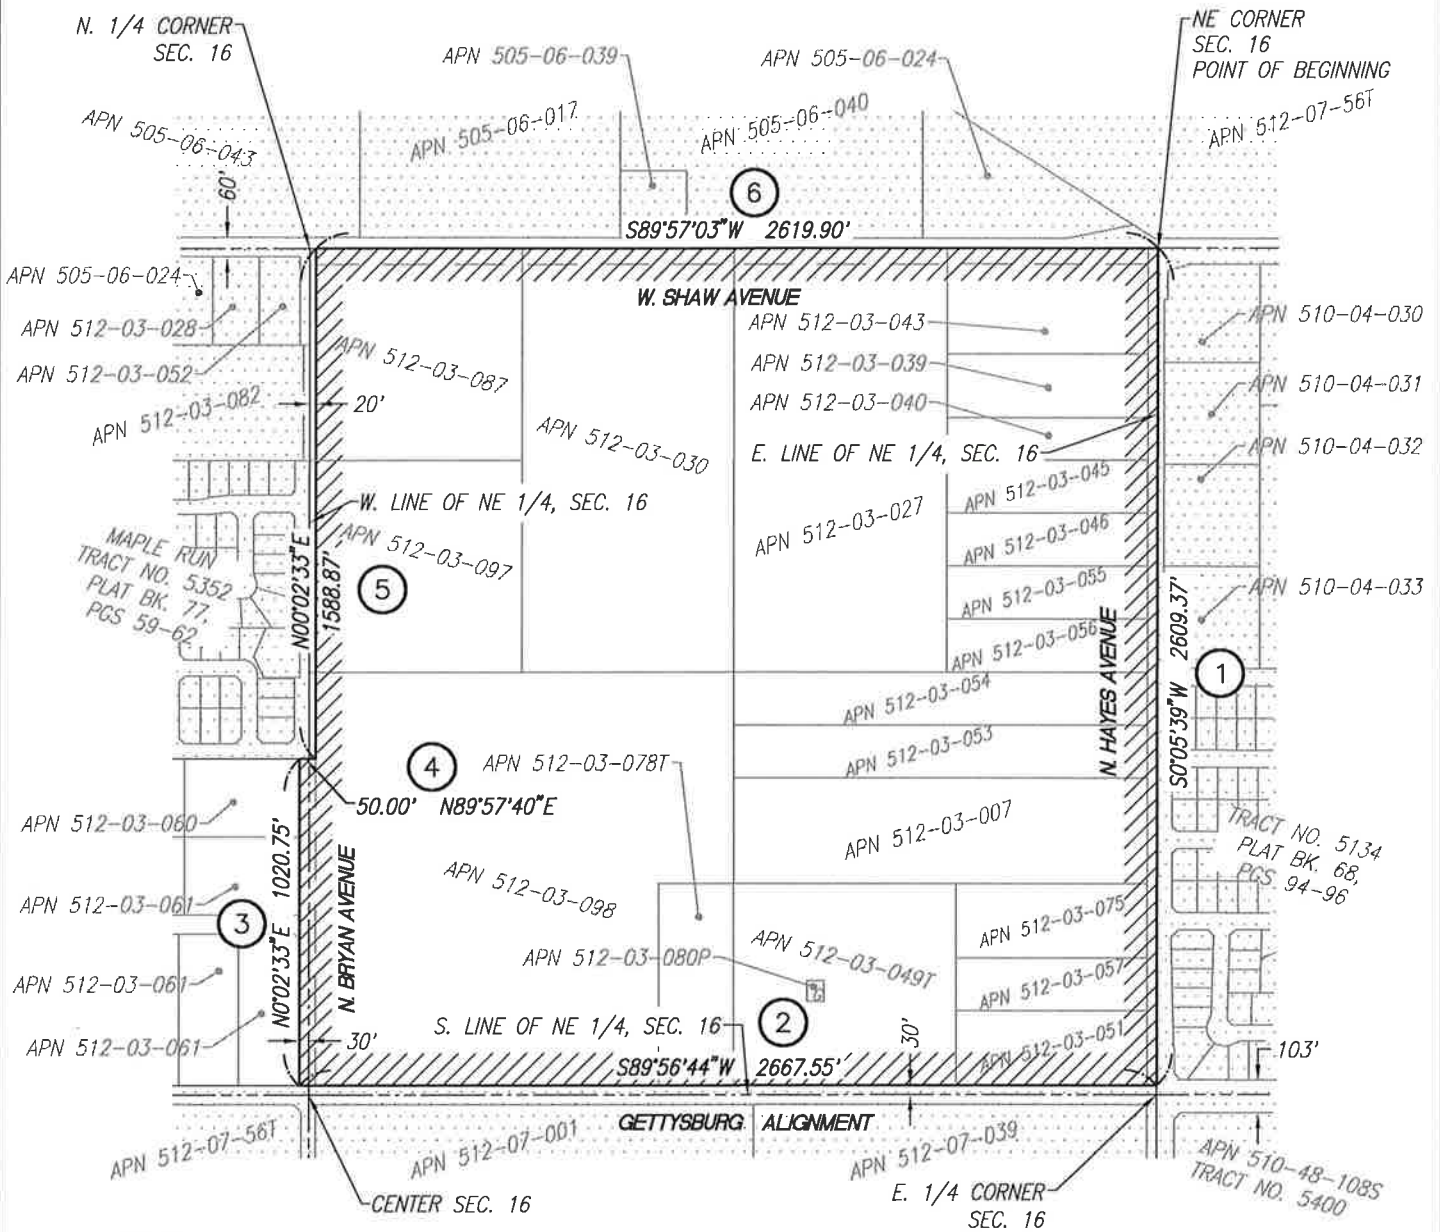 N. 1/4 CORNER
SEC. 16
NE CORNER
SEC. 16
POINT OF BEGINNING
APN 505-06-039
APN 505-06-024
APN 505-06-043
APN 505-06-017
APN 505-06-040
APN 512-07-56T
60'
6
S89°57'03"W 2619.90'
APN 505-06-024
APN 512-03-028
APN 512-03-052
APN 512-03-082
W. SHAW AVENUE
APN 512-03-043
APN 512-03-039
APN 512-03-040
APN 510-04-030
APN 510-04-031
APN 510-04-032
APN 510-04-033
APN 512-03-087
20'
APN 512-03-030
E. LINE OF NE 1/4, SEC. 16
W. LINE OF NE 1/4, SEC. 16
APN 512-03-045
APN 512-03-027
APN 512-03-046
APN 512-03-097
APN 512-03-055
APN 512-03-056
MAPLE RUN
TRACT NO. 5352
PLAT BK. 77,
PGS 59-62
N00°02'33"E
1588.87'
5
N. HAYES AVENUE
S0°05'39"W 2609.37'
1
APN 512-03-054
APN 512-03-053
4
APN 512-03-078T
50.00' N89°57'40"E
APN 512-03-007
APN 512-03-060
APN 512-03-061
3
APN 512-03-061
APN 512-03-061
N0°02'33"E 1020.75'
N. BRYAN AVENUE
APN 512-03-098
TRACT NO. 5134
PLAT BK. 68,
PGS 94-96
APN 512-03-075
APN 512-03-080P
APN 512-03-049T
APN 512-03-057
S. LINE OF NE 1/4, SEC. 16
2
30'
30'
APN 512-03-051
103'
S89°56'44"W 2667.55'
GETTYSBURG ALIGNMENT
APN 512-07-56T
APN 512-07-001
APN 512-07-039
APN 510-48-108S
TRACT NO. 5400
CENTER SEC. 16
E. 1/4 CORNER
SEC. 16